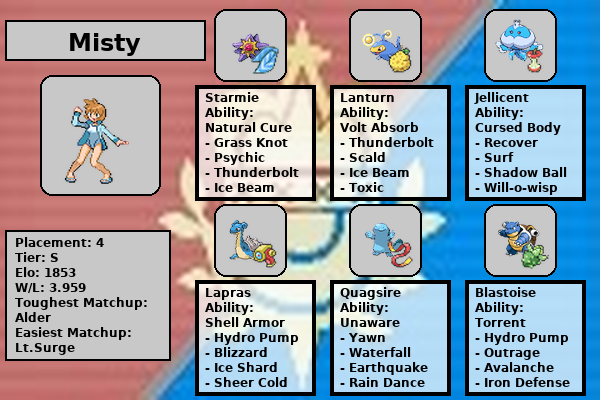 Misty
Starmie
Ability:
Natural Cure
- Grass Knot
- Psychic
- Thunderbolt
- Ice Beam
Lanturn
Ability:
Volt Absorb
- Thunderbolt
- Scald
- Ice Beam
- Toxic
Jellicent
Ability:
Cursed Body
- Recover
- Surf
- Shadow Ball
- Will-o-wisp
Placement: 4
Tier: S
Elo: 1853
W/L: 3.959
Toughest Matchup:
Alder
Easiest Matchup:
Lt.Surge
Lapras
Ability:
Shell Armor
- Hydro Pump
- Blizzard
- Ice Shard
- Sheer Cold
Quagsire
Ability:
Unaware
- Yawn
- Waterfall
- Earthquake
- Rain Dance
Blastoise
Ability:
Torrent
- Hydro Pump
- Outrage
- Avalanche
- Iron Defense